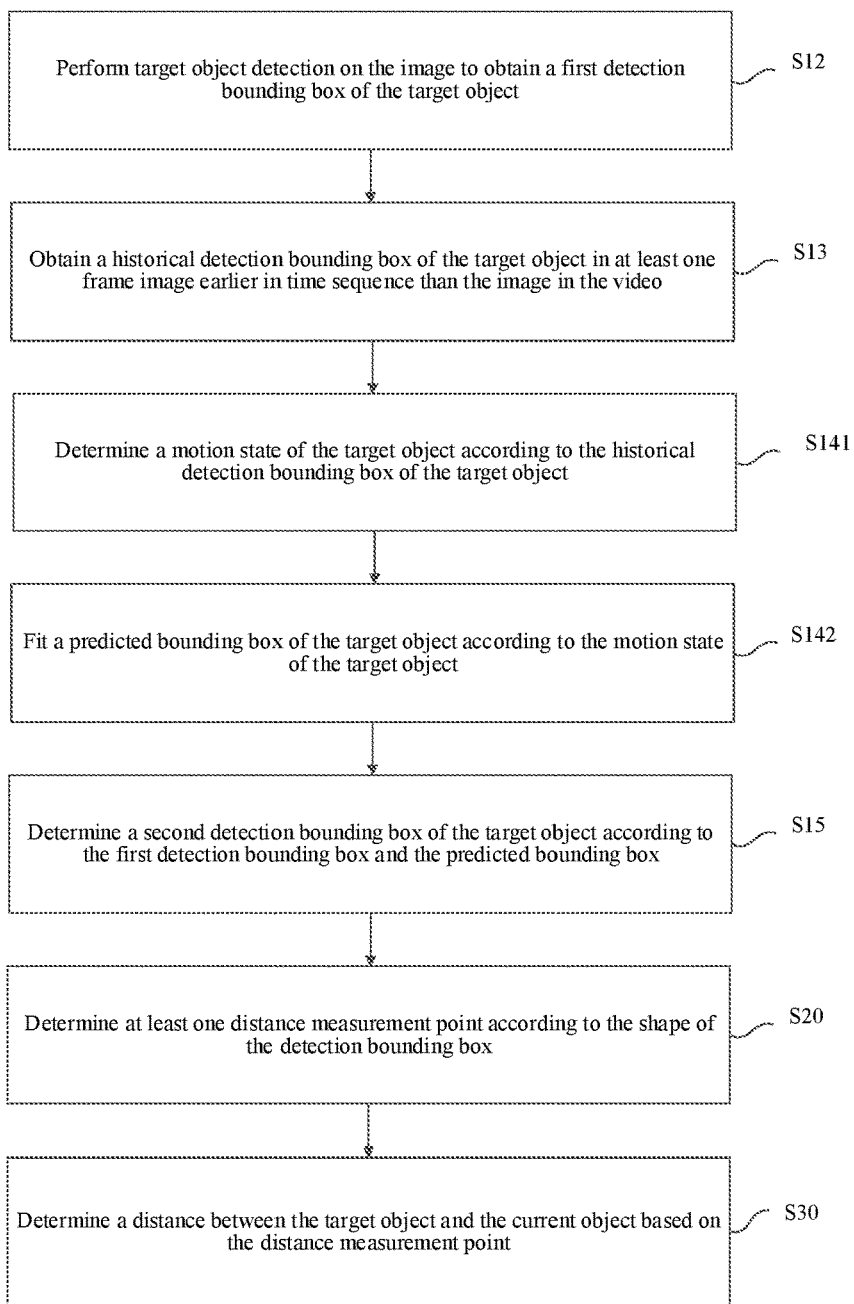 Perform target object detection on the image to obtain a first detection
bounding box of the target object
S12
Obtain a historical detection bounding box of the target object in at least one
frame image earlier in time sequence than the image in the video
S13
Determine a motion state of the target object according to the historical
detection bounding box of the target object
S141
Fit a predicted bounding box of the target object according to the motion state
of the target object
S142
Determine a second detection bounding box of the target object according to
the first detection bounding box and the predicted bounding box
S15
Determine at least one distance measurement point according to the shape of
the detection bounding box
S20
Determine a distance between the target object and the current object based on
the distance measurement point
S30